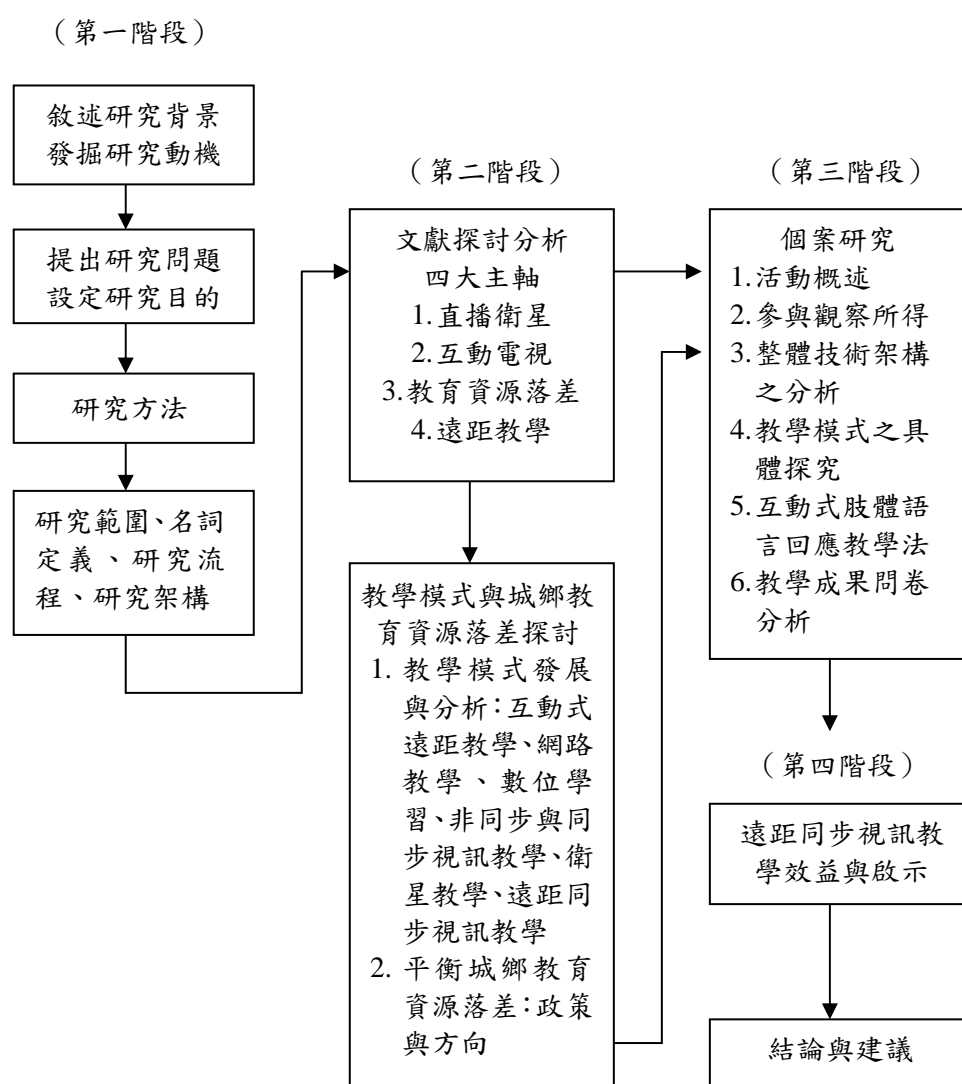 （第一階段）
敘述研究背景
發掘研究動機
提出研究問題
設定研究目的
研究方法
研究範圍、名詞
定義、研究流
程、研究架構
（第二階段）
文獻探討分析
四大主軸
1.直播衛星
2.互動電視
3.教育資源落差
4.遠距教學
教學模式與城鄉教
育資源落差探討
1. 教學模式發展
與分析：互動式
遠距教學、網路
教學、數位學
習、非同步與同
步視訊教學、衛
星教學、遠距同
步視訊教學
2. 平衡城鄉教育
資源落差：政策
與方向
（第三階段）
個案研究
1.活動概述
2.參與觀察所得
3.整體技術架構
之分析
4.教學模式之具
體探究
5.互動式肢體語
言回應教學法
6.教學成果問卷
分析
（第四階段）
遠距同步視訊教
學效益與啟示
結論與建議